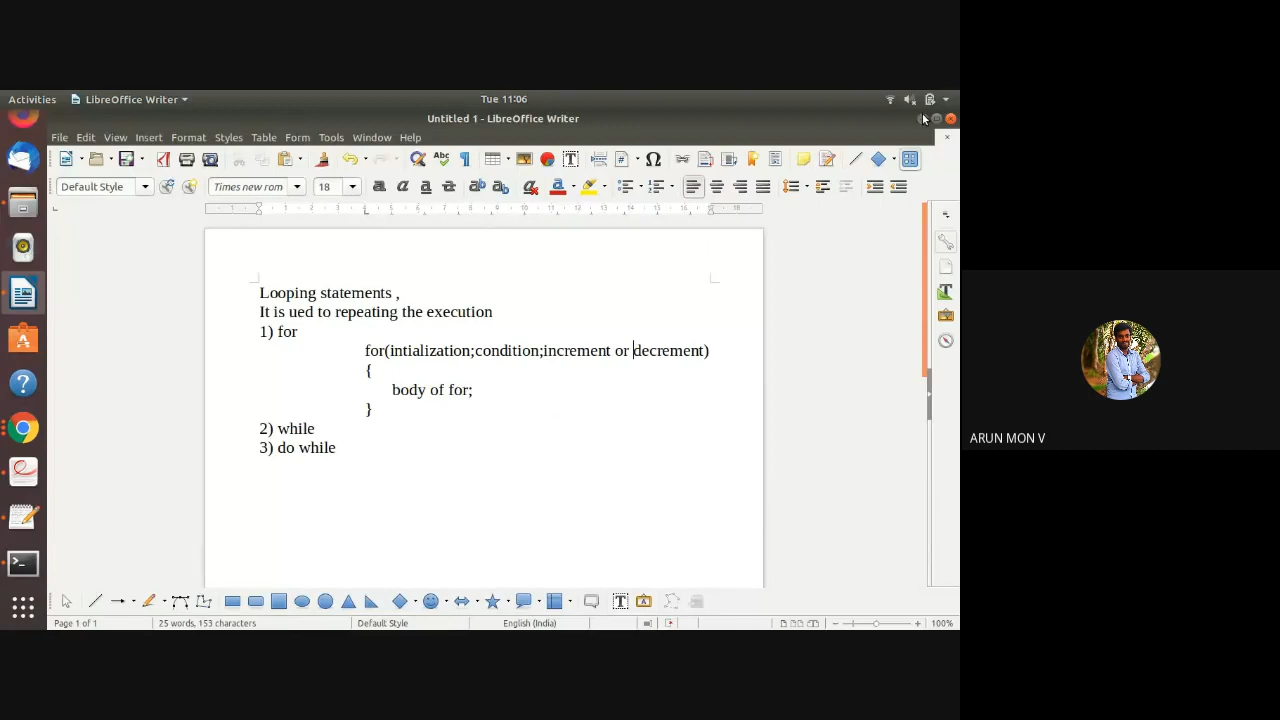 Activities LibreOffice Writer Tue 11:06
Untitled 1 - LibreOffice Writer
File Edit View Insert Format Styles Table Form Tools Window Help
Default Style Times new rom 18
Looping statements ,
It is ued to repeating the execution
1) for
for(intialization;condition;increment or decrement)
{
body of for;
}
2) while
3) do while
ARUN MON V
Page 1 of 1 25 words, 153 characters Default Style English (India) 100%